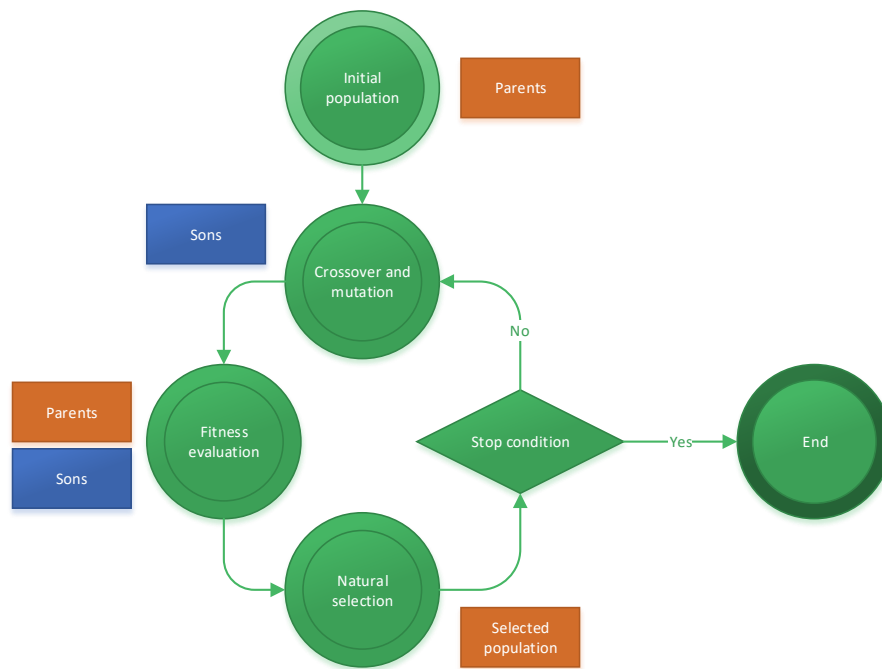 Initial
population
Parents
Sons
Crossover and
mutation
No
Parents
Fitness
evaluation
Sons
Stop condition
Yes
End
Natural
selection
Selected
population